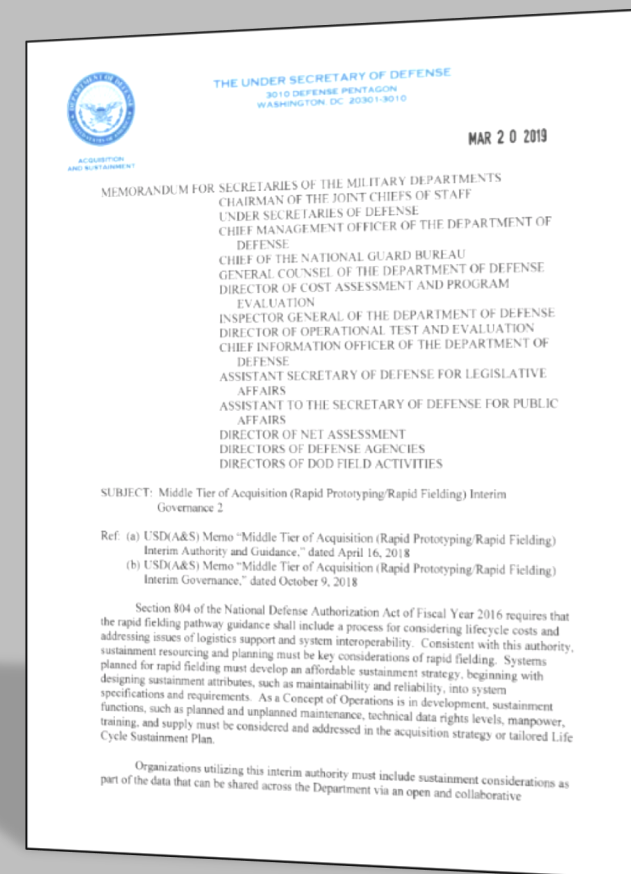 THE UNDER SECRETARY OF DEFENSE
3010 DEFENSE PENTAGON
WASHINGTON, DC 20301-3010
DEPARTMENT OF DEFENSE
UNITED STATES OF AMERICA
ACQUISITION
AND SUSTAINMENT
MAR 20 2019
MEMORANDUM FOR SECRETARIES OF THE MILITARY DEPARTMENTS
CHAIRMAN OF THE JOINT CHIEFS OF STAFF
UNDER SECRETARIES OF DEFENSE
CHIEF MANAGEMENT OFFICER OF THE DEPARTMENT OF
DEFENSE
CHIEF OF THE NATIONAL GUARD BUREAU
GENERAL COUNSEL OF THE DEPARTMENT OF DEFENSE
DIRECTOR OF COST ASSESSMENT AND PROGRAM
EVALUATION
INSPECTOR GENERAL OF THE DEPARTMENT OF DEFENSE
DIRECTOR OF OPERATIONAL TEST AND EVALUATION
CHIEF INFORMATION OFFICER OF THE DEPARTMENT OF
DEFENSE
ASSISTANT SECRETARY OF DEFENSE FOR LEGISLATIVE
AFFAIRS
ASSISTANT TO THE SECRETARY OF DEFENSE FOR PUBLIC
AFFAIRS
DIRECTOR OF NET ASSESSMENT
DIRECTORS OF DEFENSE AGENCIES
DIRECTORS OF DOD FIELD ACTIVITIES
SUBJECT: Middle Tier of Acquisition (Rapid Prototyping/Rapid Fielding) Interim
Governance 2
Ref: (a) USD(A&S) Memo “Middle Tier of Acquisition (Rapid Prototyping/Rapid Fielding)
Interim Authority and Guidance,” dated April 16, 2018
(b) USD(A&S) Memo “Middle Tier of Acquisition (Rapid Prototyping/Rapid Fielding)
Interim Governance,” dated October 9, 2018
Section 804 of the National Defense Authorization Act of Fiscal Year 2016 requires that
the rapid fielding pathway guidance shall include a process for considering lifecycle costs and
addressing issues of logistics support and system interoperability. Consistent with this authority,
sustainment resourcing and planning must be key considerations of rapid fielding. Systems
planned for rapid fielding must develop an affordable sustainment strategy, beginning with
designing sustainment attributes, such as maintainability and reliability, into system
specifications and requirements. As a Concept of Operations is in development, sustainment
functions, such as planned and unplanned maintenance, technical data rights levels, manpower,
training, and supply must be considered and addressed in the acquisition strategy or tailored Life
Cycle Sustainment Plan.
Organizations utilizing this interim authority must include sustainment considerations as
part of the data that can be shared across the Department via an open and collaborative